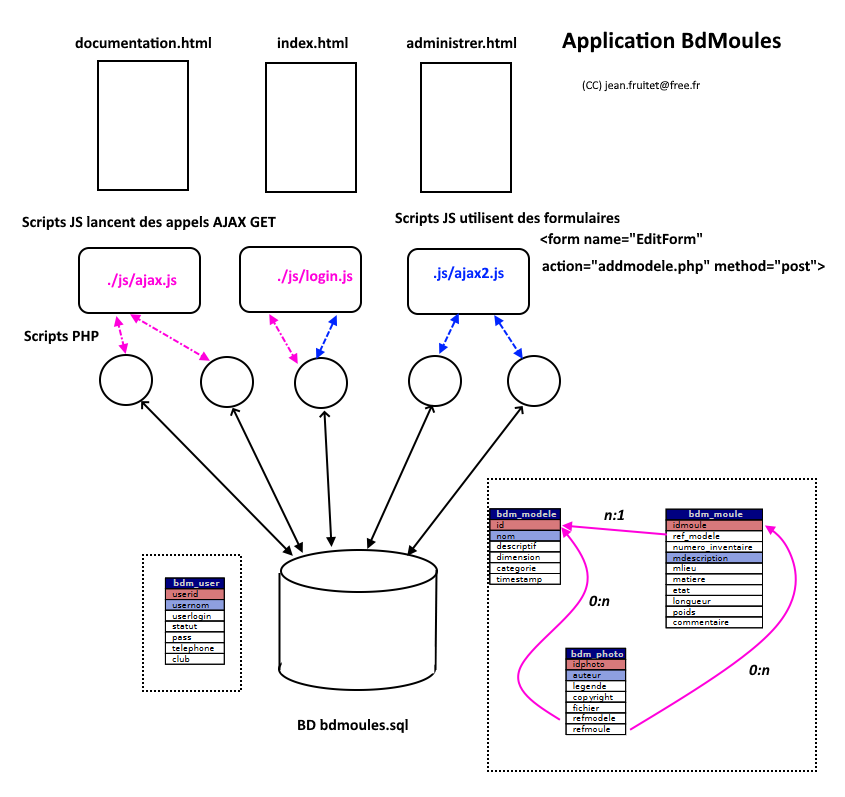 documentation.html
index.html
administrer.html
Application BdMoules
(CC) jean.fruitet@free.fr
Scripts JS lancent des appels AJAX GET
Scripts JS utilisent des formulaires
<form name="EditForm"
action="addmodele.php" method="post">
./js/ajax.js
./js/login.js
.js/ajax2.js
Scripts PHP
bdm_user
userid
usernom
userlogin
statut
pass
telephone
club
BD bdmoules.sql
bdm_modele
id
nom
descriptif
dimension
categorie
timestamp
n:1
bdm_moule
idmoule
ref_modele
numero_inventaire
mdescription
mlieu
matiere
etat
longueur
poids
commentaire
0:n
bdm_photo
idphoto
auteur
legende
copyright
fichier
refmodele
refmoule
0:n